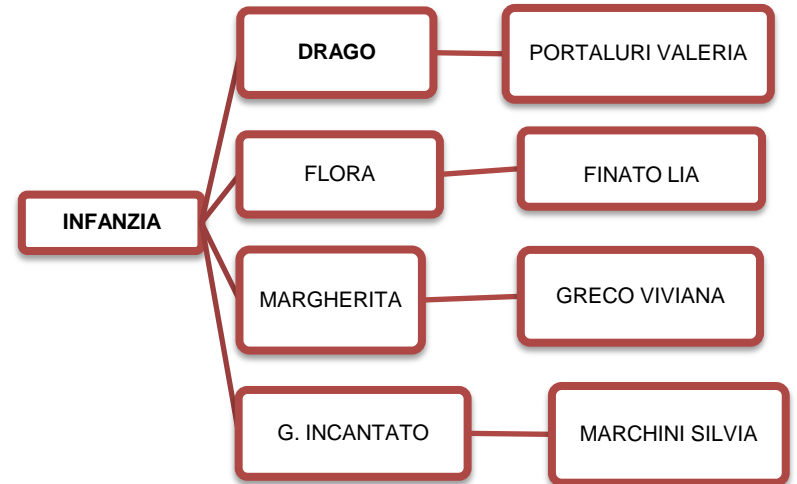 DRAGO
PORTALURI VALERIA
FLORA
FINATO LIA
INFANZIA
MARGHERITA
GRECO VIVIANA
G. INCANTATO
MARCHINI SILVIA